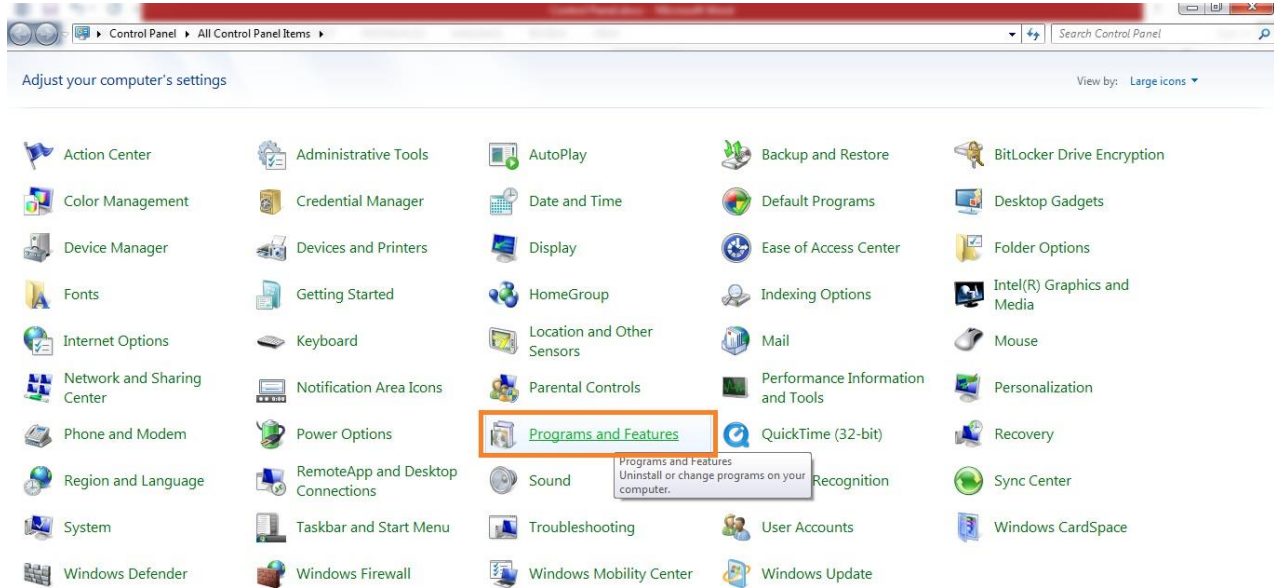 Control Panel All Control Panel Items Search Control Panel
Adjust your computer's settings View by: Large icons
Action Center Administrative Tools AutoPlay Backup and Restore BitLocker Drive Encryption
Color Management Credential Manager Date and Time Default Programs Desktop Gadgets
Device Manager Devices and Printers Display Ease of Access Center Folder Options
Fonts Getting Started HomeGroup Indexing Options Intel(R) Graphics and
Media
Internet Options Keyboard Location and Other
Sensors
Mail Mouse
Network and Sharing
Center
Notification Area Icons Parental Controls Performance Information
and Tools
Personalization
Phone and Modem Power Options Programs and Features QuickTime (32-bit) Recovery
Programs and Features
Uninstall or change programs on your
computer.
Region and Language RemoteApp and Desktop
Connections
Sound Recognition Sync Center
System Taskbar and Start Menu Troubleshooting User Accounts Windows CardSpace
Windows Defender Windows Firewall Windows Mobility Center Windows Update